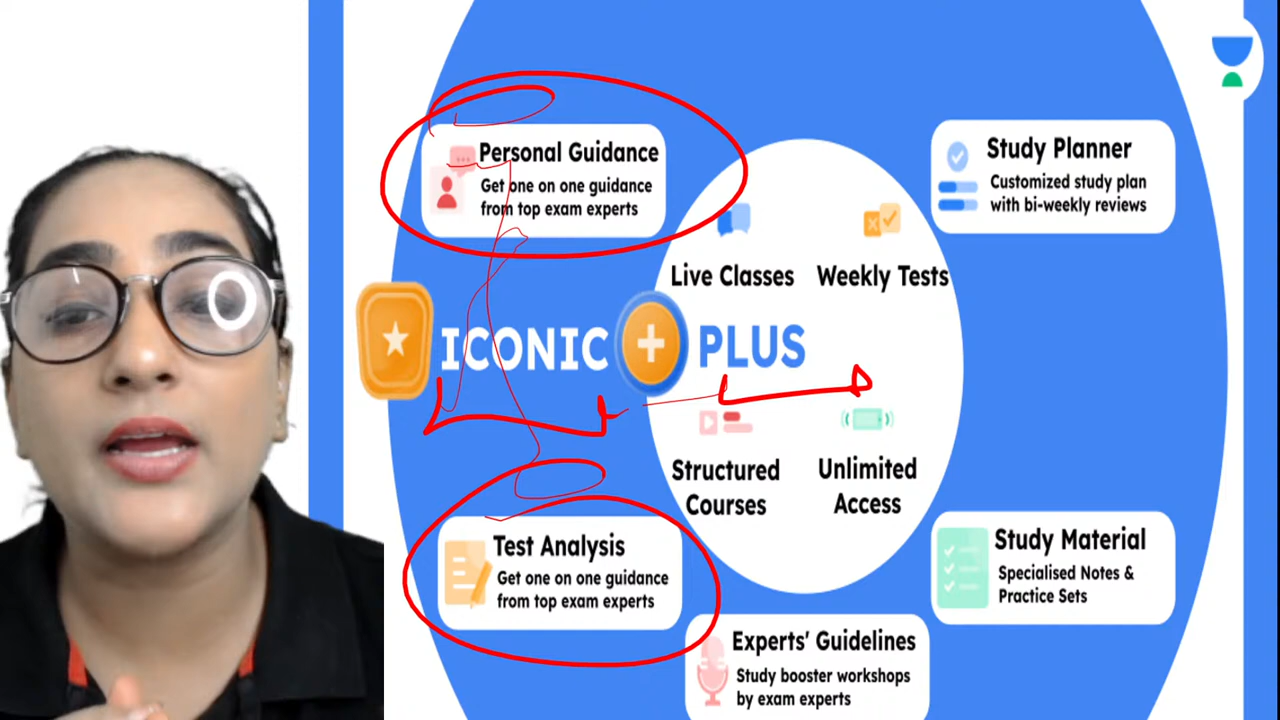 Personal Guidance
Get one on one guidance
from top exam experts
Study Planner
Customized study plan
with bi-weekly reviews
Live Classes
Weekly Tests
ICONIC + PLUS
Structured
Courses
Unlimited
Access
Test Analysis
Get one on one guidance
from top exam experts
Study Material
Specialised Notes &
Practice Sets
Experts' Guidelines
Study booster workshops
by exam experts